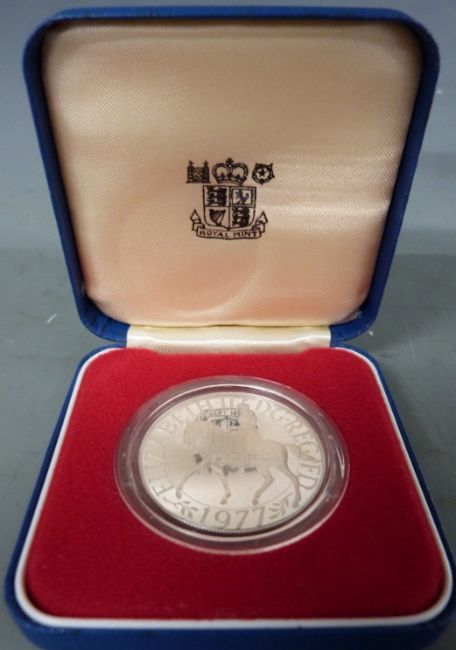 ROYAL MINT
ELIZABETH·II D·G·REG F·D
1977